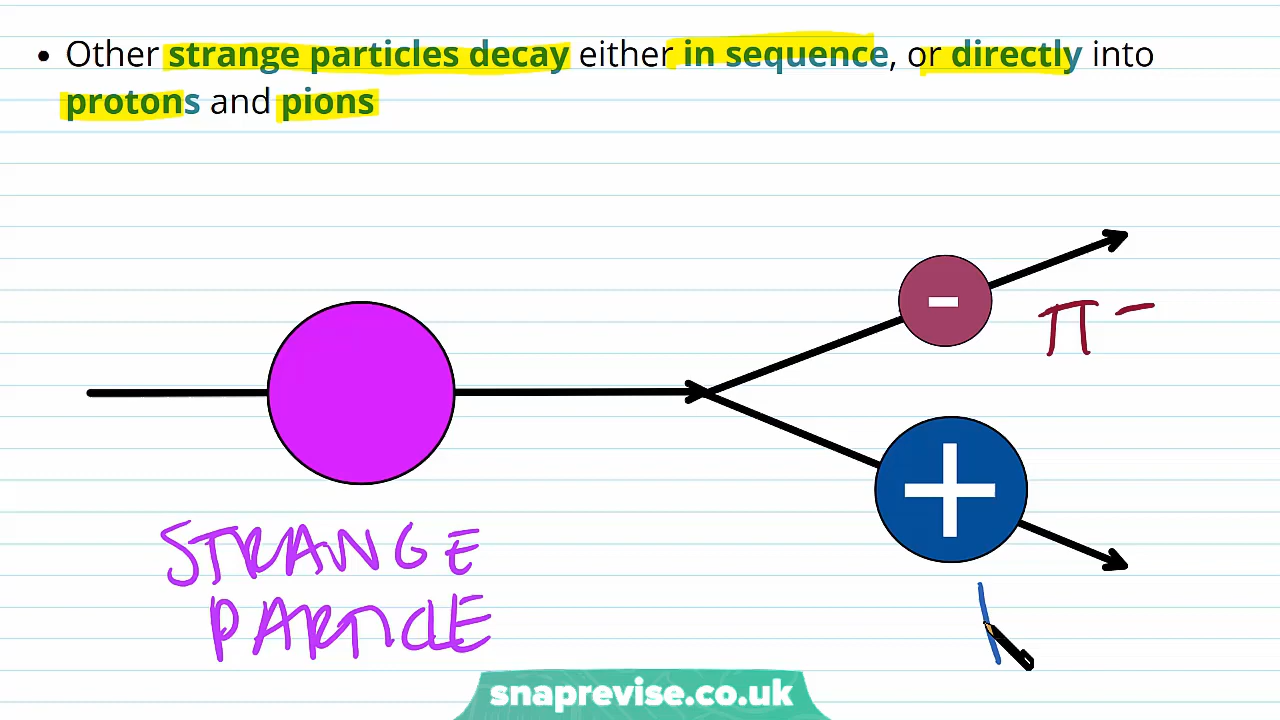 • Other strange particles decay either in sequence, or directly into
protons and pions
-
π -
+
STRANGE
PARTICLE
snaprevise.co.uk